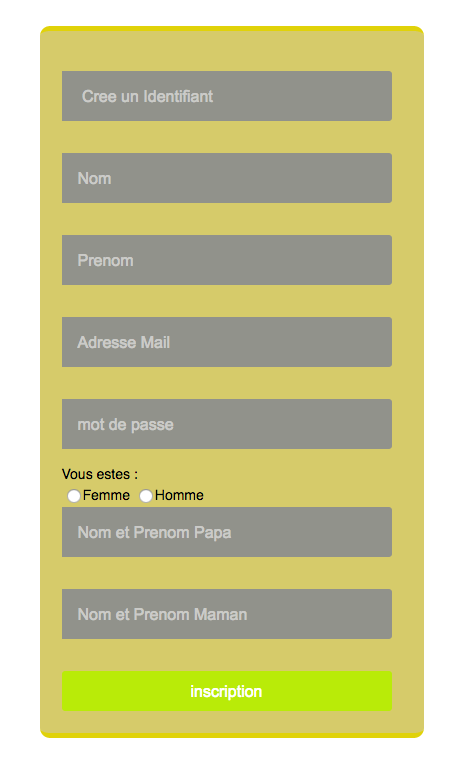 Cree un Identifiant
Nom
Prenom
Adresse Mail
mot de passe
Vous estes :
Femme Homme
Nom et Prenom Papa
Nom et Prenom Maman
inscription